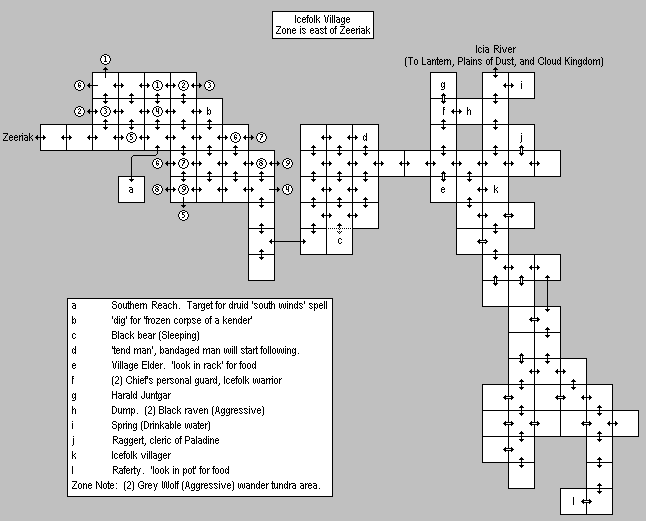 Icefolk Village
Zone is east of Zeeriak
Icia River
(To Lantern, Plains of Dust, and Cloud Kingdom)
1
6 1 2 3 g i
2 3 4 b f h
Zeeriak 5 6 7 d j
6 7 8 9
a 8 9 4 e k
5
c
a Southern Reach. Target for druid 'south winds' spell
b 'dig' for 'frozen corpse of a kender'
c Black bear (Sleeping)
d 'tend man', bandaged man will start following.
e Village Elder. 'look in rack' for food
f (2) Chief's personal guard, Icefolk warrior
g Harald Juntgar
h Dump. (2) Black raven (Aggressive)
i Spring (Drinkable water)
j Raggert, cleric of Paladine
k Icefolk villager
l Raferty. 'look in pot' for food
Zone Note: (2) Grey Wolf (Aggressive) wander tundra area.
l